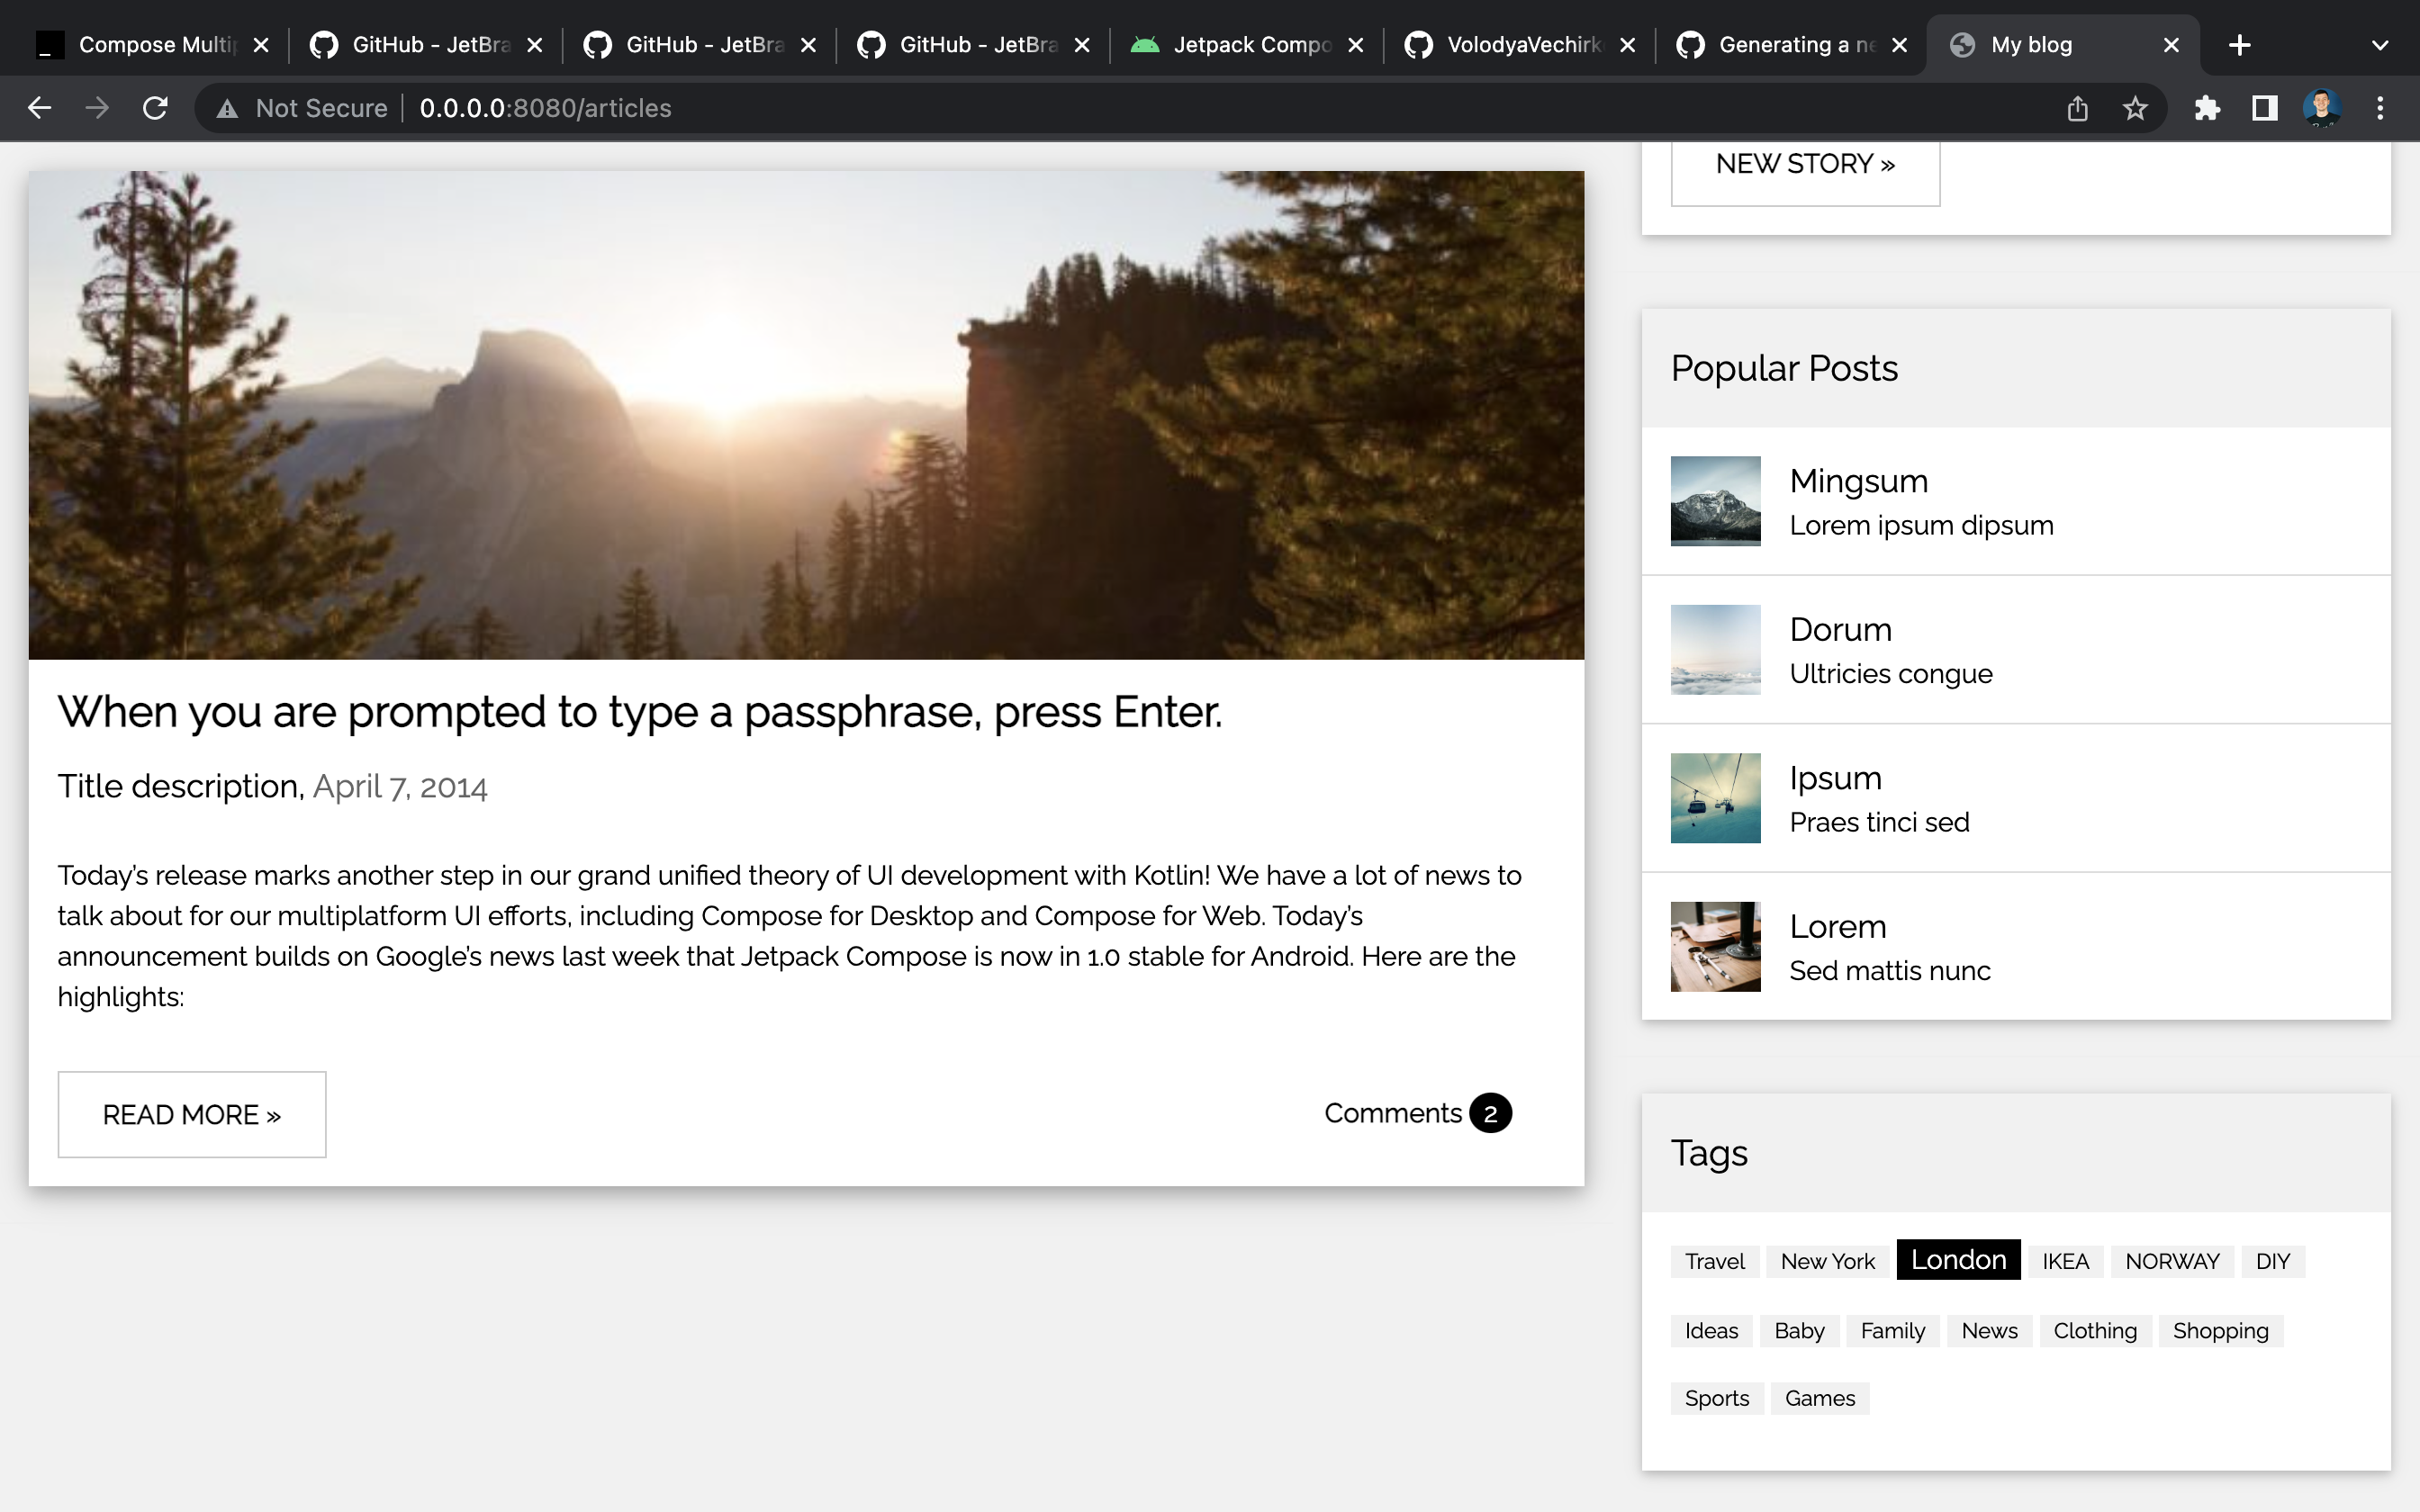 Compose Multip
GitHub - JetBra
GitHub - JetBra
GitHub - JetBra
Jetpack Compo
VolodyaVechirk
Generating a ne
My blog
Not Secure
0.0.0.0:8080/articles
When you are prompted to type a passphrase, press Enter.
Title description, April 7, 2014
Today’s release marks another step in our grand unified theory of UI development with Kotlin! We have a lot of news to
talk about for our multiplatform UI efforts, including Compose for Desktop and Compose for Web. Today’s
announcement builds on Google’s news last week that Jetpack Compose is now in 1.0 stable for Android. Here are the
highlights:
READ MORE »
Comments 2
NEW STORY »
Popular Posts
Mingsum
Lorem ipsum dipsum
Dorum
Ultricies congue
Ipsum
Praes tinci sed
Lorem
Sed mattis nunc
Tags
Travel New York London IKEA NORWAY DIY
Ideas Baby Family News Clothing Shopping
Sports Games